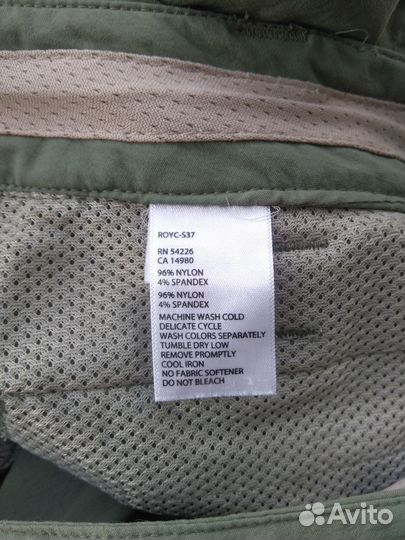 ROYC-S37
RN 54226
CA 14980
96% NYLON
4% SPANDEX
96% NYLON
4% SPANDEX
MACHINE WASH COLD
DELICATE CYCLE
WASH COLORS SEPARATELY
TUMBLE DRY LOW
REMOVE PROMPTLY
COOL IRON
NO FABRIC SOFTENER
DO NOT BLEACH
Avito